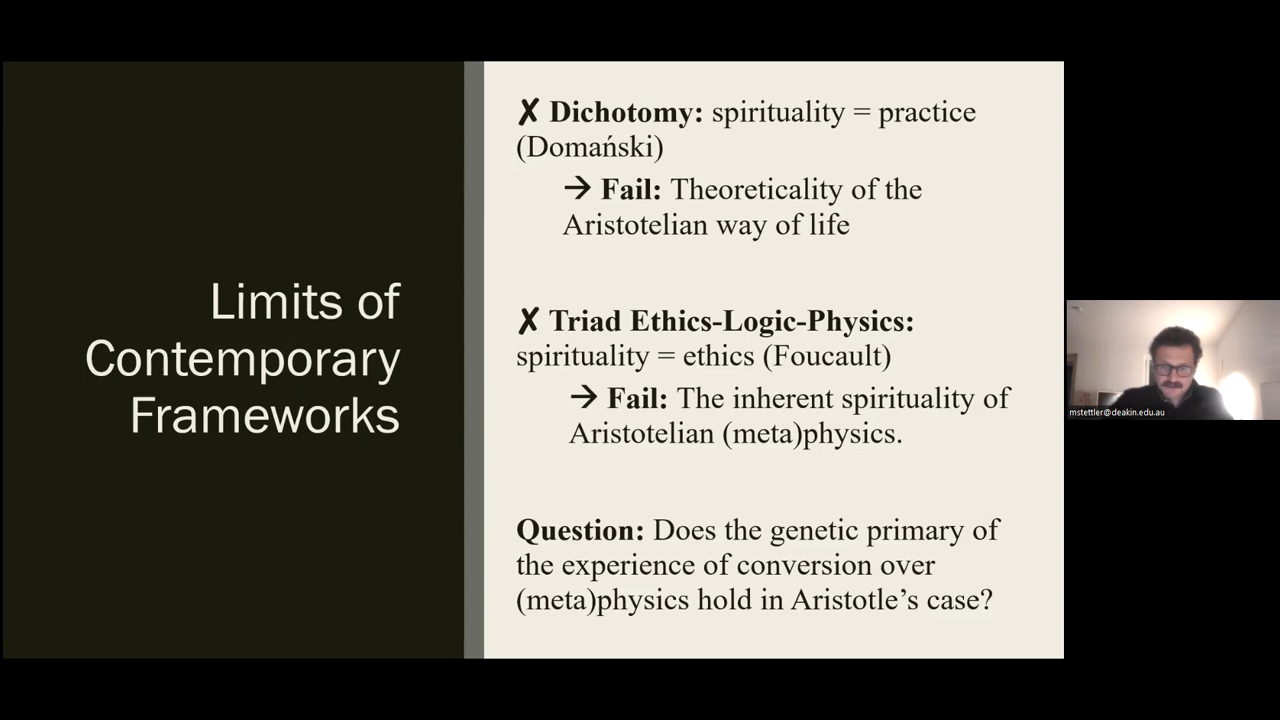 Limits of
Contemporary
Frameworks
✗ Dichotomy: spirituality = practice
(Domański)
→ Fail: Theoreticality of the
Aristotelian way of life
✗ Triad Ethics-Logic-Physics:
spirituality = ethics (Foucault)
→ Fail: The inherent spirituality of
Aristotelian (meta)physics.
Question: Does the genetic primary of
the experience of conversion over
(meta)physics hold in Aristotle’s case?
mstettler@deakin.edu.au